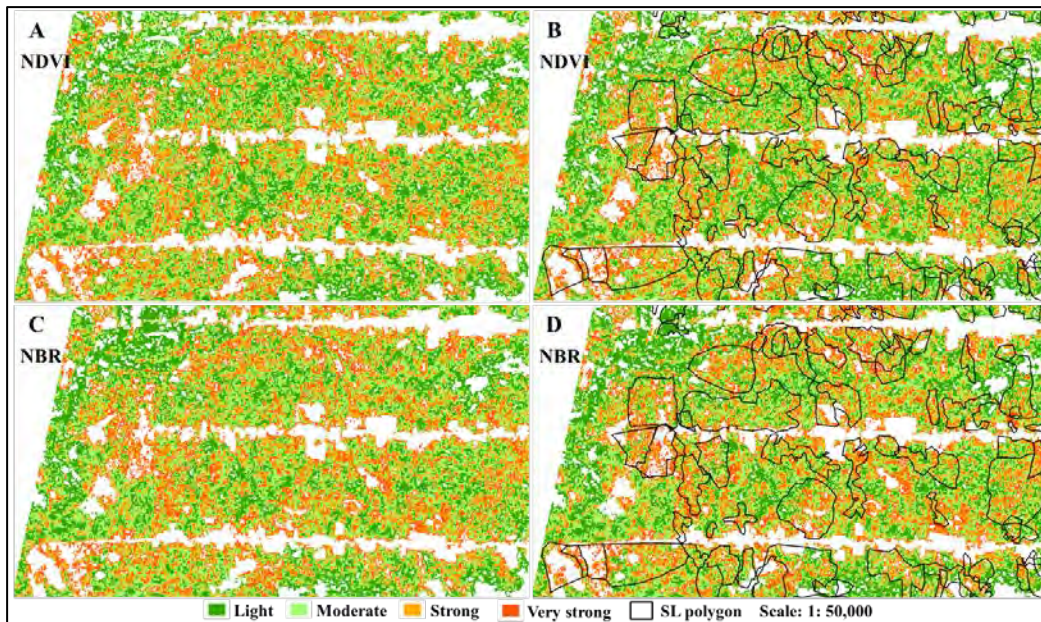 A
NDVI
B
NDVI
C
NBR
D
NBR
Light Moderate Strong Very strong SL polygon Scale: 1: 50,000